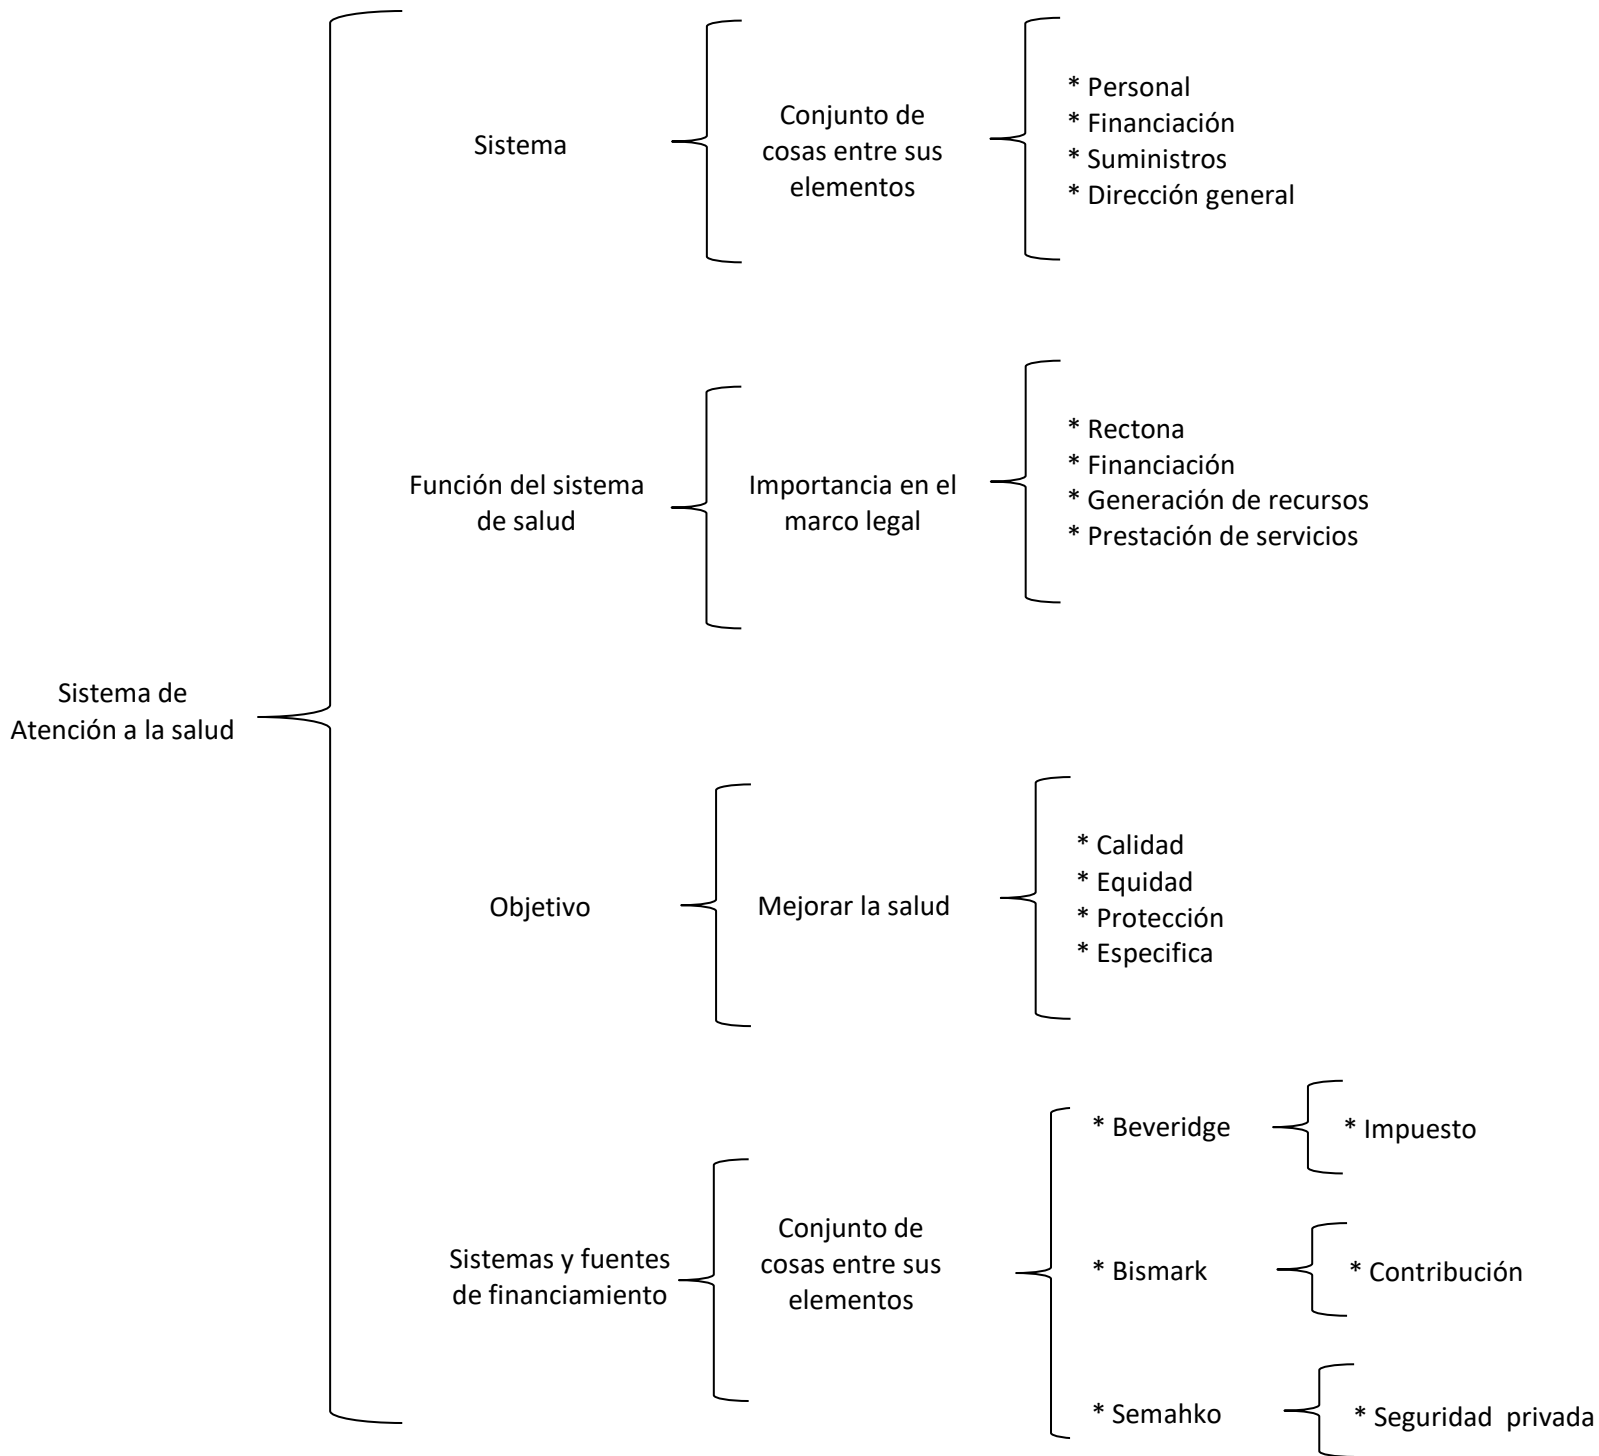 Sistema de
Atención a la salud
Sistema
Conjunto de
cosas entre sus
elementos
* Personal
* Financiación
* Suministros
* Dirección general
Función del sistema
de salud
Importancia en el
marco legal
* Rectona
* Financiación
* Generación de recursos
* Prestación de servicios
Objetivo
Mejorar la salud
* Calidad
* Equidad
* Protección
* Especifica
Sistemas y fuentes
de financiamiento
Conjunto de
cosas entre sus
elementos
* Beveridge
* Impuesto
* Bismark
* Contribución
* Semahko
* Seguridad  privada